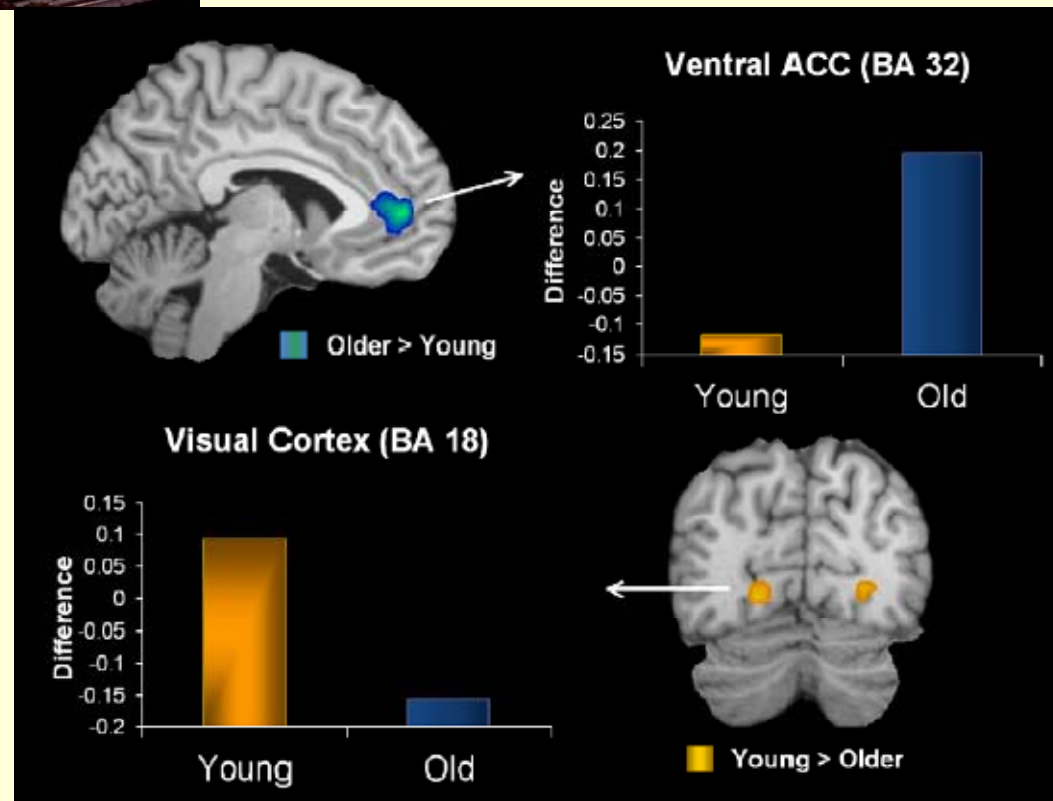 Ventral ACC (BA 32)
0.25
0.2
0.15
0.1
0.05
0
-0.05
-0.1
-0.15
Difference
Young
Old
Older > Young
Visual Cortex (BA 18)
0.15
0.1
0.05
0
-0.05
-0.1
-0.15
-0.2
Difference
Young
Old
Young > Older